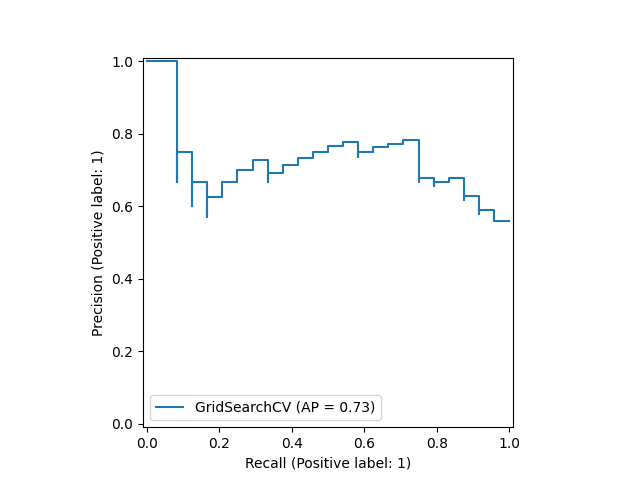 1.0
0.8
0.6
0.4
0.2
0.0
Precision (Positive label: 1)
GridSearchCV (AP = 0.73)
0.0 0.2 0.4 0.6 0.8 1.0
Recall (Positive label: 1)